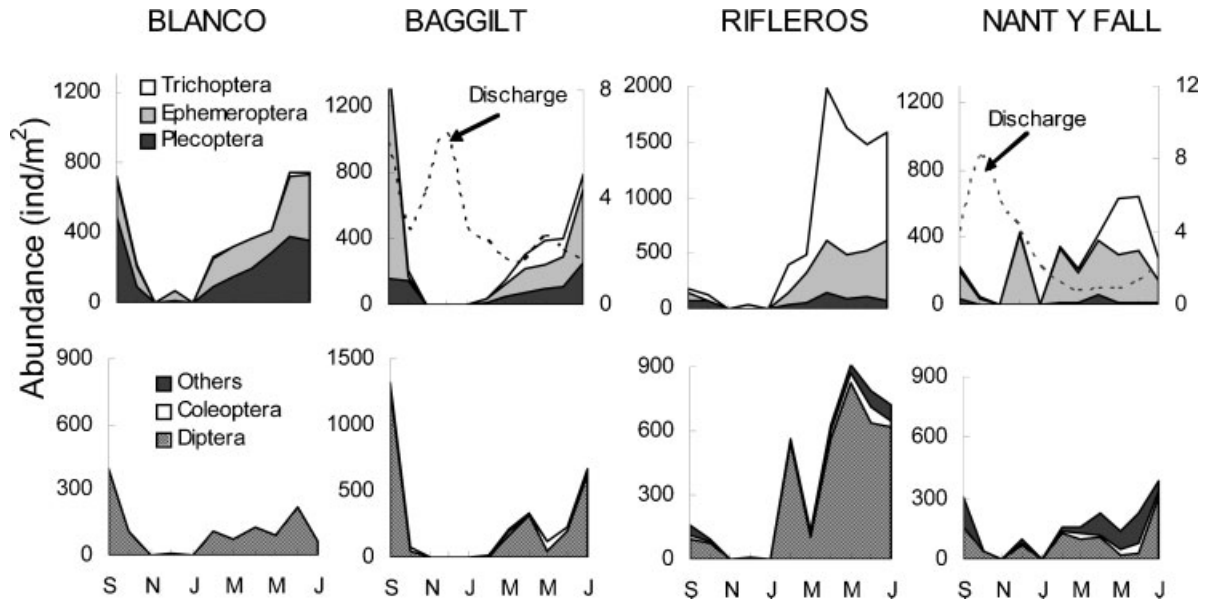 BLANCO BAGGILT RIFLEROS NANT Y FALL
Abundance (ind/m²)
1200
800
400
0
Trichoptera
Ephemeroptera
Plecoptera
1200
800
400
0
Discharge
8
4
0
2000
1500
1000
500
0
1200
800
400
0
Discharge
12
8
4
0
900
600
300
0
Others
Coleoptera
Diptera
S N J M M J
1500
1000
500
0
S N J M M J
900
600
300
0
S N J M M J
900
600
300
0
S N J M M J